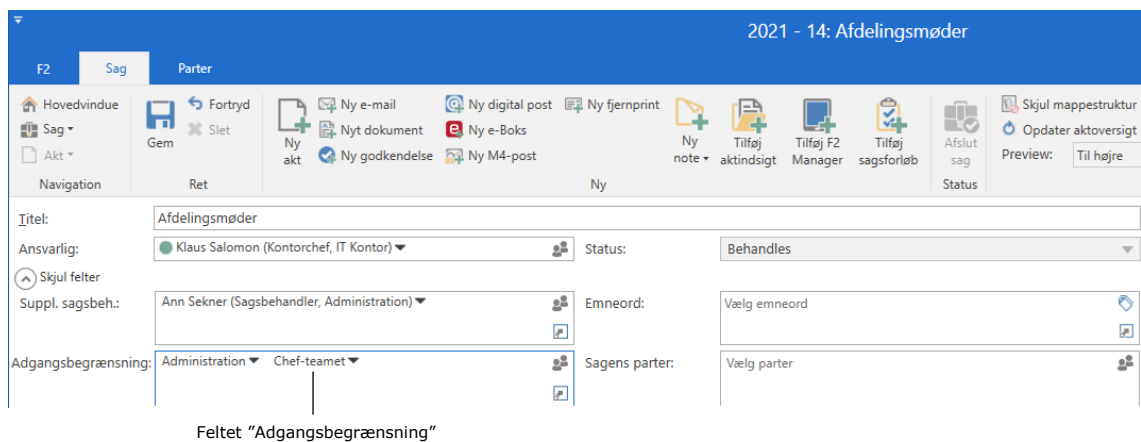 2021 - 14: Afdelingsmøder
F2 Sag Parter
Hovedvindue
Sag
Akt
Navigation
Gem
Fortryd
Slet
Ret
Ny akt
Ny e-mail
Nyt dokument
Ny godkendelse
Ny digital post
Ny e-Boks
Ny M4-post
Ny fjernprint
Ny note
Tilføj aktindsigt
Tilføj F2 Manager
Tilføj sagsforløb
Ny
Afslut sag
Status
Skjul mappestruktur
Opdater aktoversigt
Preview: Til højre
Titel: Afdelingsmøder
Ansvarlig: Klaus Salomon (Kontorchef, IT Kontor) Status: Behandles
Skjul felter
Suppl. sagsbeh.: Ann Sekner (Sagsbehandler, Administration) Emneord: Vælg emneord
Adgangsbegrænsning: Administration Chef-teamet Sagens parter: Vælg parter
Feltet ”Adgangsbegrænsning”